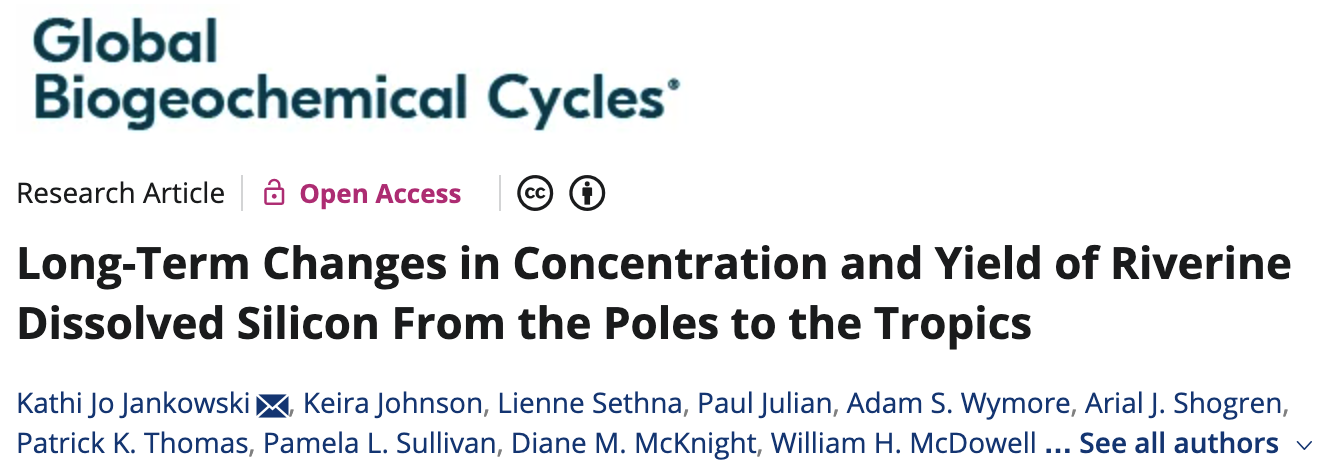 Global
Biogeochemical Cycles®
Research Article Open Access cc
Long-Term Changes in Concentration and Yield of Riverine
Dissolved Silicon From the Poles to the Tropics
Kathi Jo Jankowski, Keira Johnson, Lienne Sethna, Paul Julian, Adam S. Wymore, Arial J. Shogren,
Patrick K. Thomas, Pamela L. Sullivan, Diane M. McKnight, William H. McDowell ... See all authors